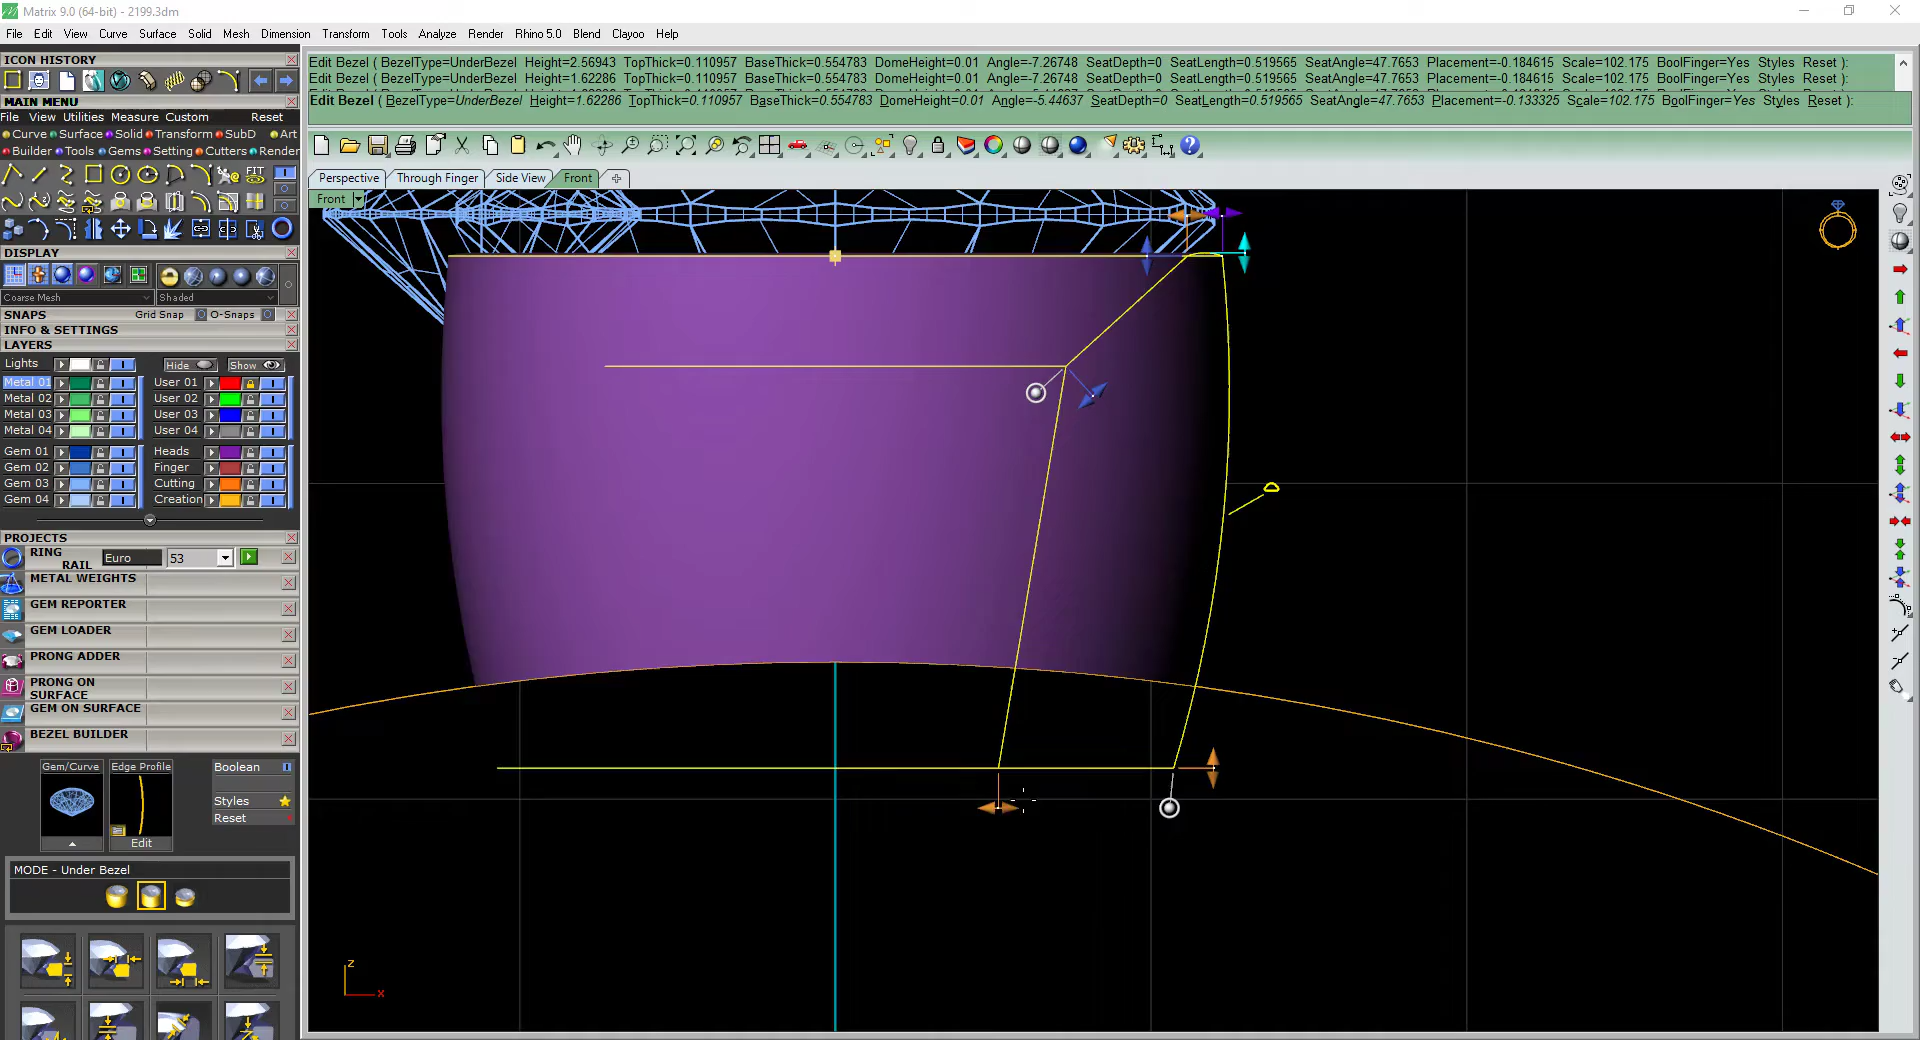 Matrix 9.0 (64-bit) - 2199.3dm
File Edit View Curve Surface Solid Mesh Dimension Transform Tools Analyze Render Rhino 5.0 Blend Clayoo Help
ICON HISTORY
MAIN MENU
File View Utilities Measure Custom Reset
Curve Surface Solid Transform SubD Art
Builder Tools Gems Setting Cutters Render
FIT
DISPLAY
Coarse Mesh Shaded
SNAPS Grid Snap O-Snaps
INFO & SETTINGS
LAYERS
Lights Hide Show
Metal 01 User 01
Metal 02 User 02
Metal 03 User 03
Metal 04 User 04
Gem 01 Heads
Gem 02 Finger
Gem 03 Cutting
Gem 04 Creation
PROJECTS
RING RAIL Euro 53
METAL WEIGHTS
GEM REPORTER
GEM LOADER
PRONG ADDER
PRONG ON SURFACE
GEM ON SURFACE
BEZEL BUILDER
Gem/Curve Edge Profile Boolean
Styles
Reset
Edit
MODE - Under Bezel
Edit Bezel ( BezelType=UnderBezel Height=2.56943 TopThick=0.110957 BaseThick=0.554783 DomeHeight=0.01 Angle=-7.26748 SeatDepth=0 SeatLength=0.519565 SeatAngle=47.7653 Placement=-0.184615 Scale=102.175 BoolFinger=Yes Styles Reset ):
Edit Bezel ( BezelType=UnderBezel Height=1.62286 TopThick=0.110957 BaseThick=0.554783 DomeHeight=0.01 Angle=-7.26748 SeatDepth=0 SeatLength=0.519565 SeatAngle=47.7653 Placement=-0.184615 Scale=102.175 BoolFinger=Yes Styles Reset ):
Edit Bezel ( BezelType=UnderBezel Height=1.62286 TopThick=0.110957 BaseThick=0.554783 DomeHeight=0.01 Angle=-5.44637 SeatDepth=0 SeatLength=0.519565 SeatAngle=47.7653 Placement=-0.133325 Scale=102.175 BoolFinger=Yes Styles Reset ):
Perspective Through Finger Side View Front
Front
z
x